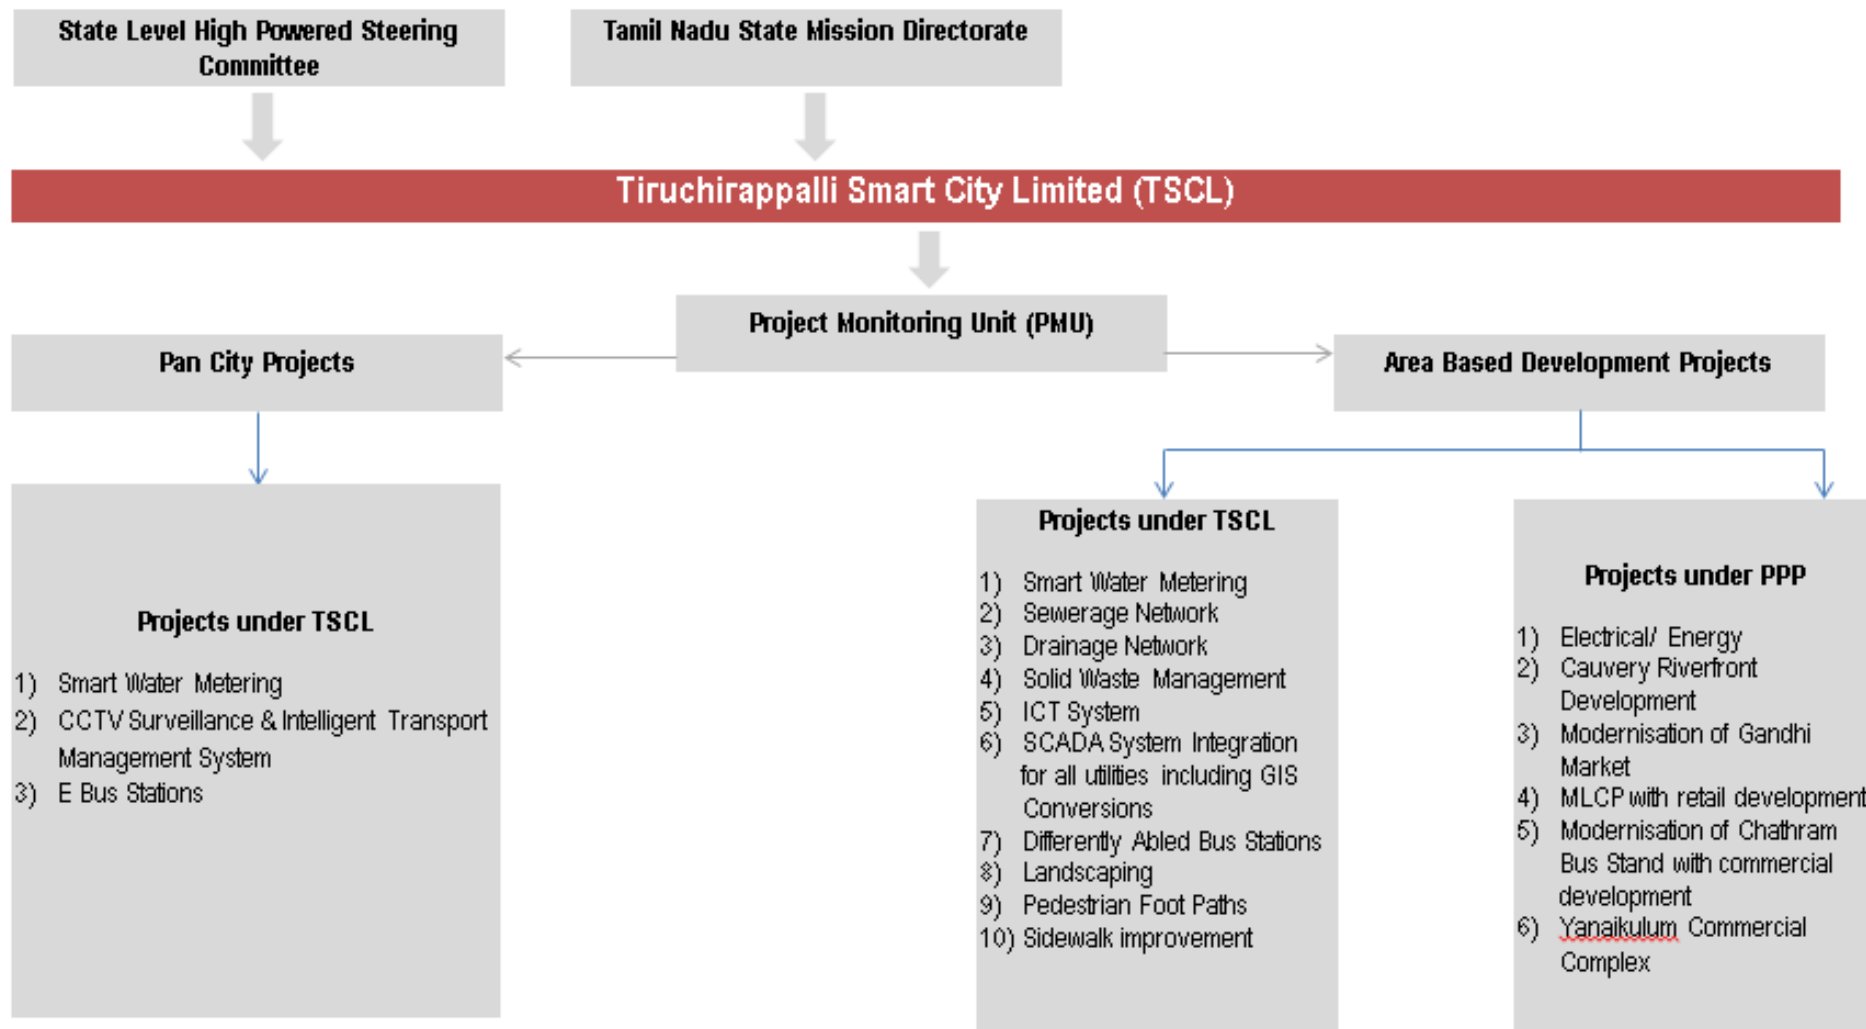 State Level High Powered Steering
Committee
Tamil Nadu State Mission Directorate
Tiruchirappalli Smart City Limited (TSCL)
Project Monitoring Unit (PMU)
Pan City Projects
Area Based Development Projects
Projects under TSCL
1) Smart Water Metering
2) CCTV Surveillance & Intelligent Transport
Management System
3) E Bus Stations
Projects under TSCL
1) Smart Water Metering
2) Sewerage Network
3) Drainage Network
4) Solid Waste Management
5) ICT System
6) SCADA System Integration
for all utilities including GIS
Conversions
7) Differently Abled Bus Stations
8) Landscaping
9) Pedestrian Foot Paths
10) Sidewalk improvement
Projects under PPP
1) Electrical/ Energy
2) Cauvery Riverfront
Development
3) Modernisation of Gandhi
Market
4) MLCP with retail development
5) Modernisation of Chathram
Bus Stand with commercial
development
6) Yanaikulum Commercial
Complex